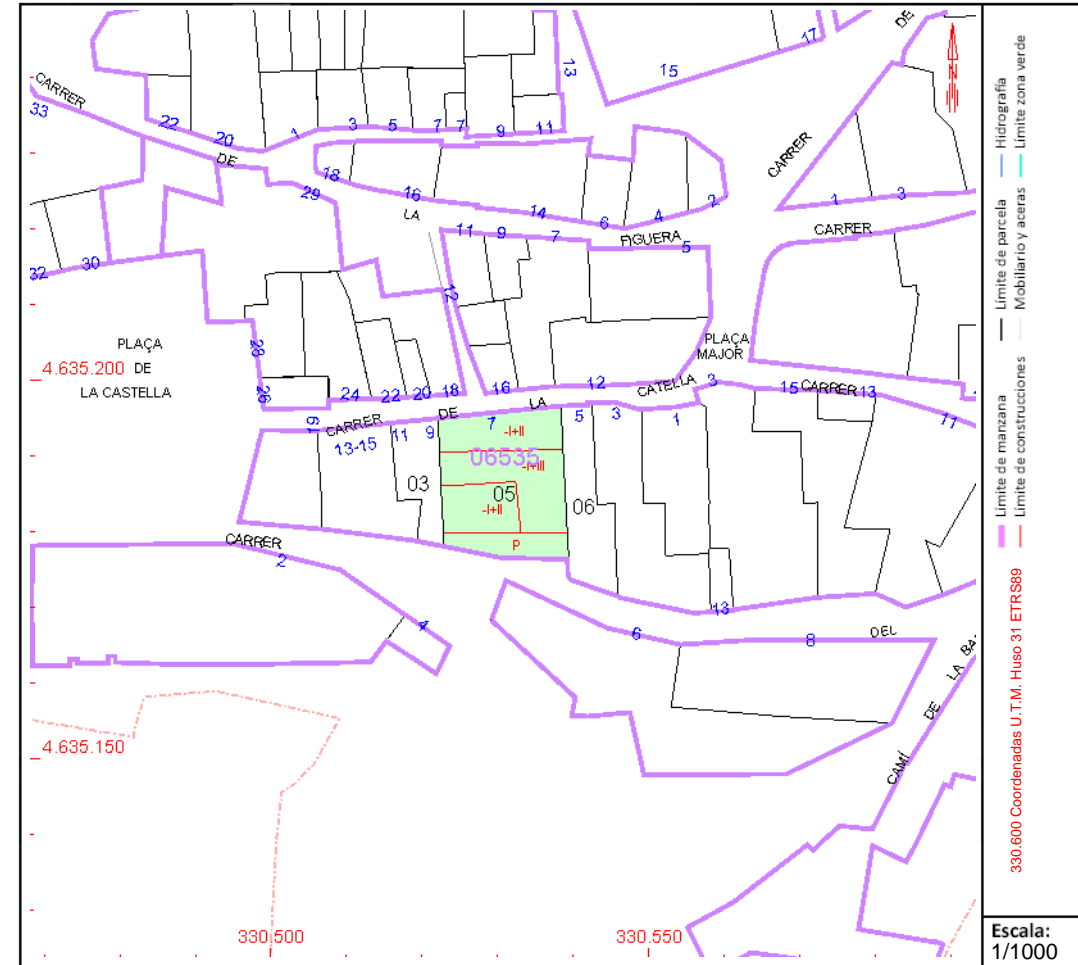 DE
17
CARRER
13
15
33
22
20
1
3
5
7
7
9
11
DE
CARRER
18
29
16
LA
14
6
4
2
1
3
11
9
7
FIGUERA
5
CARRER
32
30
12
PLAÇA
DE
LA CASTELLA
28
26
4.635.200
PLAÇA
MAJOR
24
22
20
18
16
12
CATELLA
3
15
CARRER
13
11
19
CARRER
DE
LA
13-15
11
9
7
5
3
1
-I+II
06535
-I+III
03
05
06
-I+II
P
CARRER
2
4
13
6
8
DEL
LA BA
DE
CAMÍ
4.635.150
330.500
330.550
Hidrografía
Límite zona verde
Límite de parcela
Mobiliario y aceras
Límite de manzana
Límite de construcciones
330.600 Coordenadas U.T.M. Huso 31 ETRS89
Escala:
1/1000